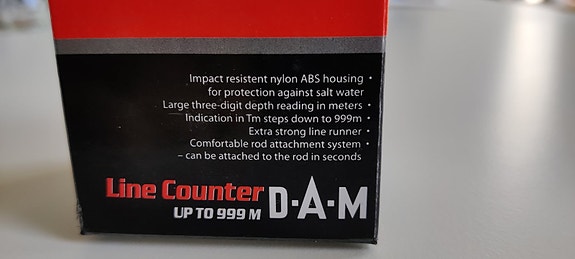 Impact resistent nylon ABS housing •
for protection against salt water
Large three-digit depth reading in meters •
Indication in Tm steps down to 999m •
Extra strong line runner •
Comfortable rod attachment system •
– can be attached to the rod in seconds
Line Counter
UP TO 999 M
D·A·M